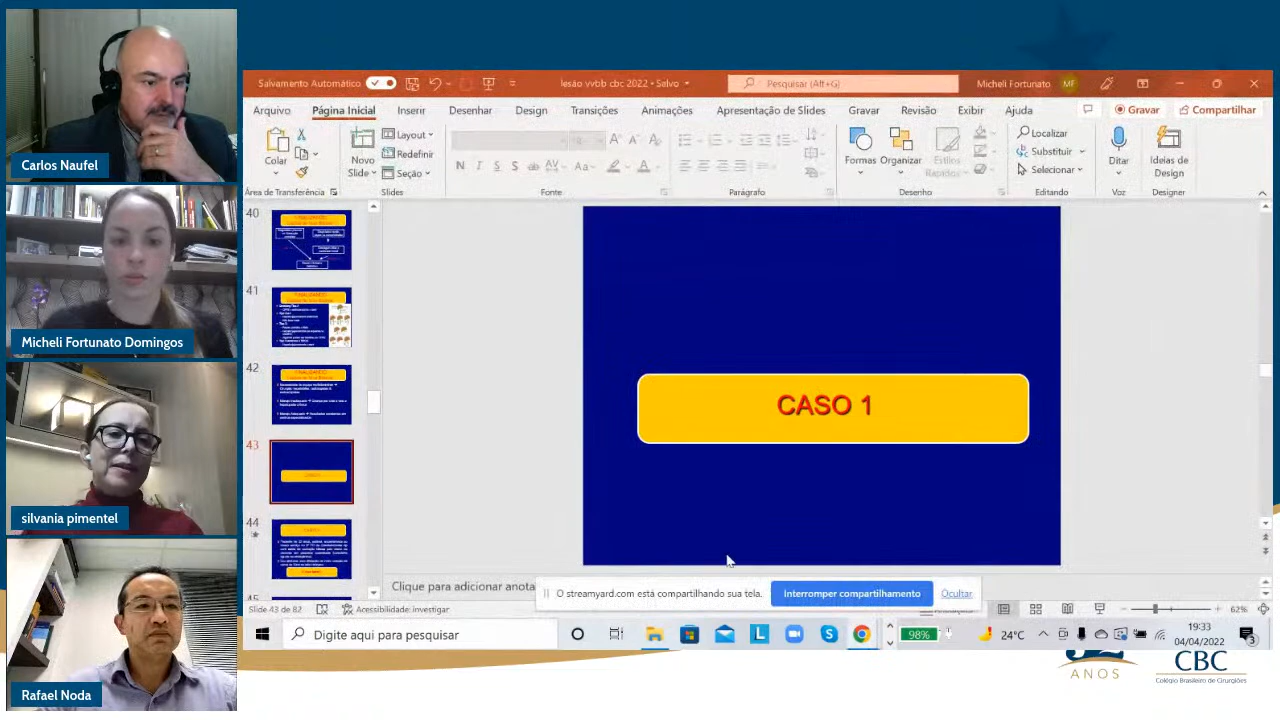 Carlos Naufel
Micheli Fortunato Domingos
silvania pimentel
Rafael Noda
Salvamento Automático
lesão vvbb cbc 2022 • Salvo
Pesquisar (Alt+G)
Micheli Fortunato
MF
Arquivo
Página Inicial
Inserir
Desenhar
Design
Transições
Animações
Apresentação de Slides
Gravar
Revisão
Exibir
Ajuda
Gravar
Compartilhar
Colar
Novo
Slide
Layout
Redefinir
Seção
N I S S ab AV Aa A
Formas
Organizar
Estilos
Rápidos
Localizar
Substituir
Selecionar
Ditar
Ideias de
Design
Área de Transferência
Slides
Fonte
Parágrafo
Desenho
Editando
Voz
Designer
40
41
42
43
44
CASO 1
Clique para adicionar anota
O streamyard.com está compartilhando sua tela.
Interromper compartilhamento
Ocultar
Slide 43 de 82
Acessibilidade: investigar
62%
Digite aqui para pesquisar
98%
24°C
19:33
04/04/2022
3
ANOS
CBC
Colégio Brasileiro de Cirurgiões